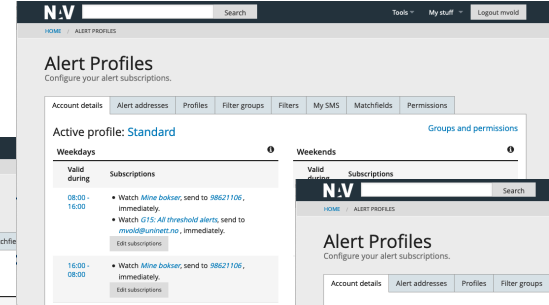 NAV Search Tools My stuff Logout mvold
HOME / ALERT PROFILES
Alert Profiles
Configure your alert subscriptions.
Account details Alert addresses Profiles Filter groups Filters My SMS Matchfields Permissions
Active profile: Standard Groups and permissions
Weekdays Weekends
Valid during Subscriptions
08:00 - 16:00
• Watch Mine bokser, send to 98621106 ,
immediately.
• Watch G15: All threshold alerts, send to
mvold@uninett.no , immediately.
Edit subscriptions
16:00 - 08:00
• Watch Mine bokser, send to 98621106 ,
immediately.
Edit subscriptions
Valid during Subscriptions
chfie
NAV Search
HOME / ALERT PROFILES
Alert Profiles
Configure your alert subscriptions.
Account details Alert addresses Profiles Filter groups